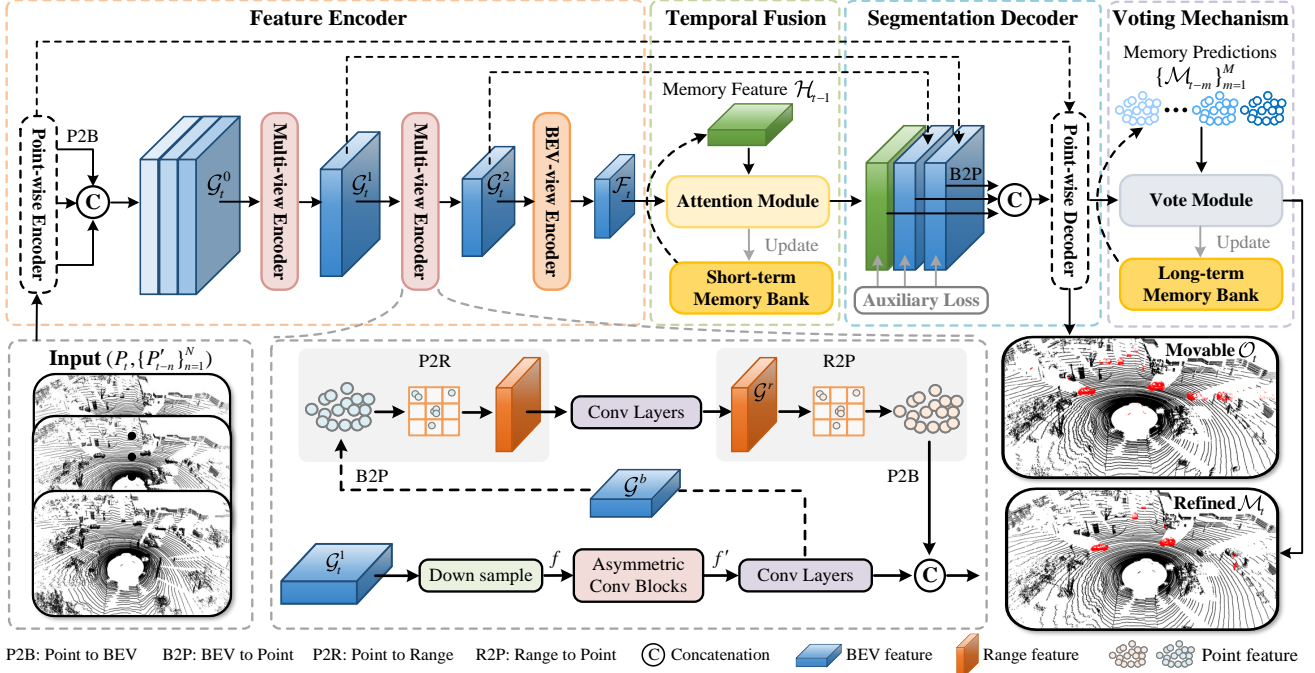 Feature Encoder
Temporal Fusion
Segmentation Decoder
Voting Mechanism
Point-wise Encoder
P2B
C
𝒢_t^0
Multi-view Encoder
𝒢_t^1
Multi-view Encoder
𝒢_t^2
BEV-view Encoder
ℱ_t
Memory Feature ℋ_{t-1}
Attention Module
Update
Short-term
Memory Bank
B2P
C
Auxiliary Loss
Point-wise Decoder
Memory Predictions
{ℳ_{t-m}}_{m=1}^M
Vote Module
Update
Long-term
Memory Bank
Input (P_t, {P'_{t-n}}_{n=1}^N)
P2R
Conv Layers
𝒢^r
R2P
B2P
𝒢^b
P2B
𝒢_t^1
Down sample
f
Asymmetric
Conv Blocks
f'
Conv Layers
C
Movable 𝒪_t
Refined ℳ_t
P2B: Point to BEV
B2P: BEV to Point
P2R: Point to Range
R2P: Range to Point
C Concatenation
BEV feature
Range feature
Point feature